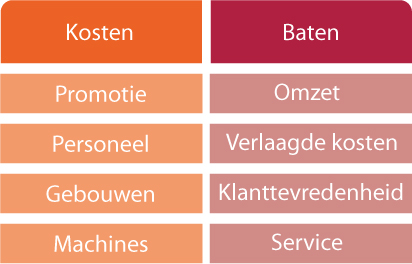 Kosten
Baten
Promotie
Omzet
Personeel
Verlaagde kosten
Gebouwen
Klanttevredenheid
Machines
Service